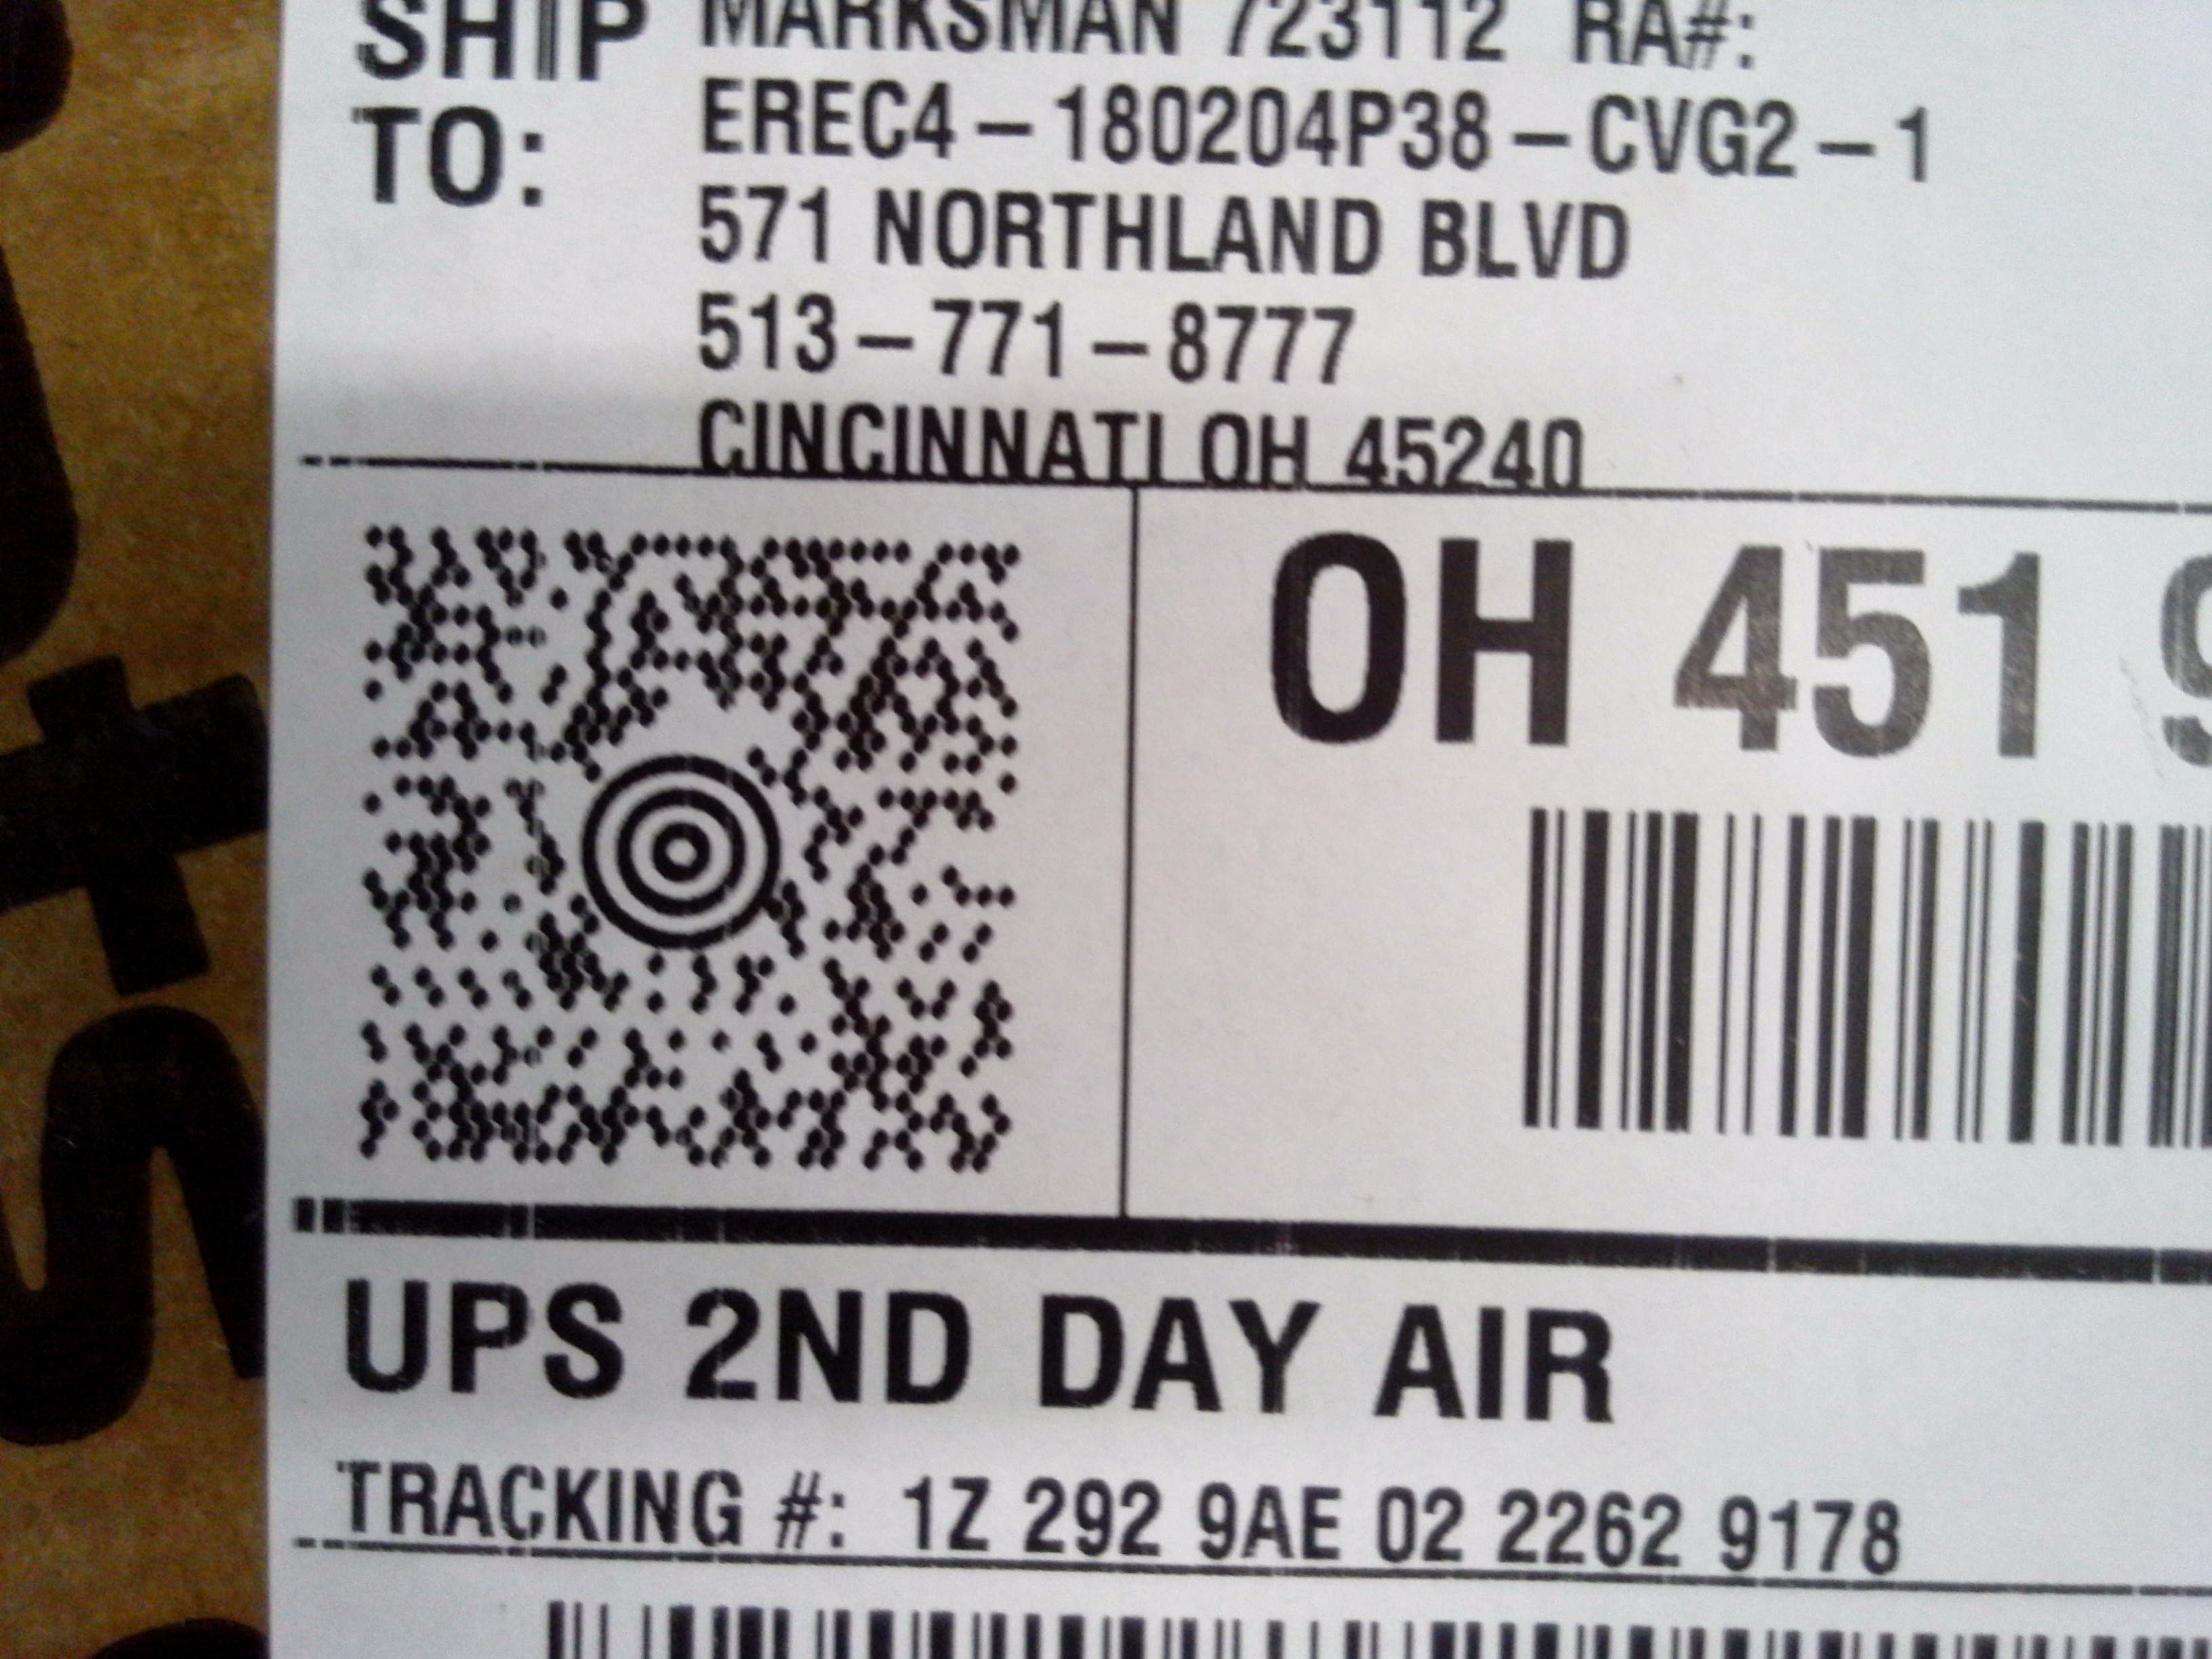 SHIP TO:
MARKSMAN 723112 RA#:
EREC4-180204P38-CVG2-1
571 NORTHLAND BLVD
513-771-8777
CINCINNATI OH 45240
OH 451 9
UPS 2ND DAY AIR
TRACKING #: 1Z 292 9AE 02 2262 9178